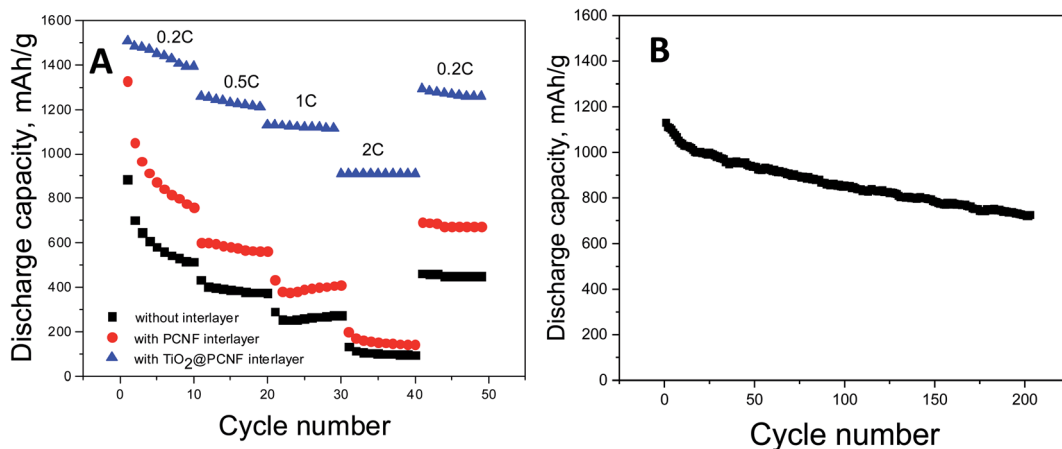 A
Discharge capacity, mAh/g
1600
1400
1200
1000
800
600
400
200
0
0.2C
0.5C
1C
2C
0.2C
without interlayer
with PCNF interlayer
with TiO2@PCNF interlayer
0 10 20 30 40 50
Cycle number
B
Discharge capacity, mAh/g
1600
1400
1200
1000
800
600
400
200
0
0 50 100 150 200
Cycle number